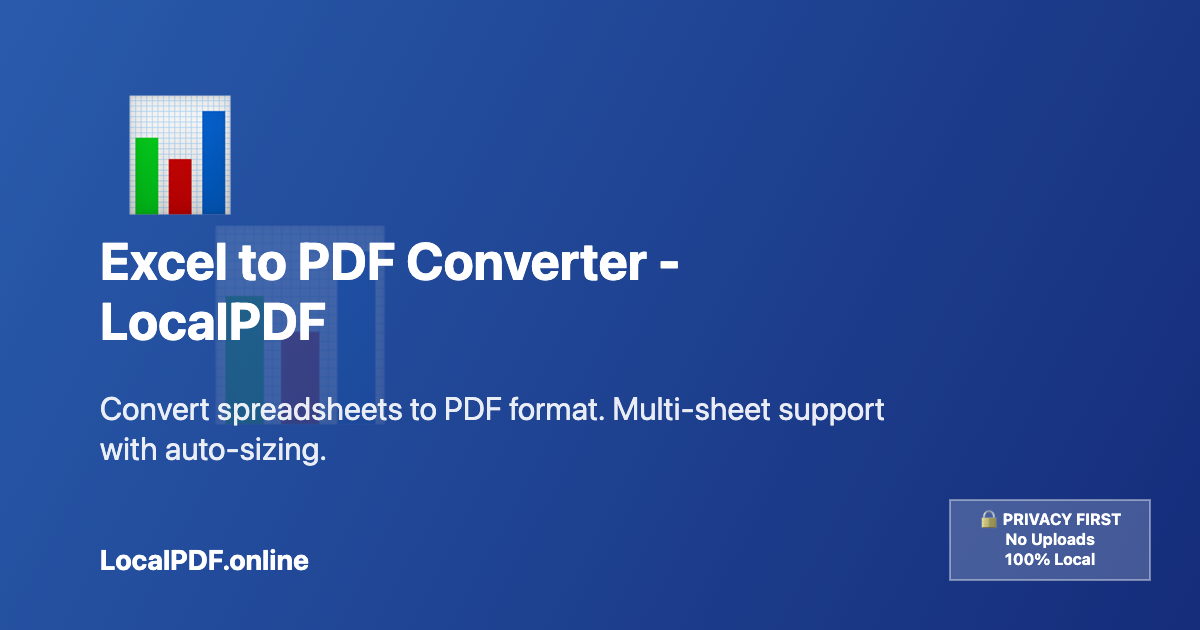 Excel to PDF Converter -
LocalPDF
Convert spreadsheets to PDF format. Multi-sheet support
with auto-sizing.
LocalPDF.online
🔒 PRIVACY FIRST
No Uploads
100% Local